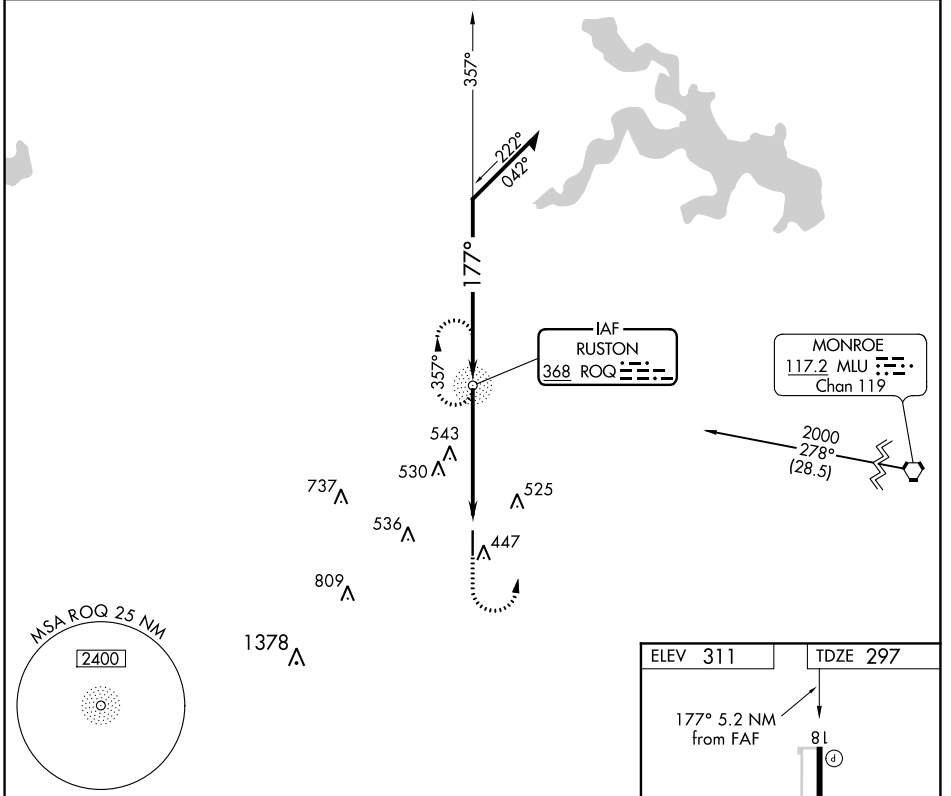 357°
222°
042°
177°
357°
IAF
RUSTON
368 ROQ
MONROE
117.2 MLU
Chan 119
2000
278°
(28.5)
543
530
737
525
536
447
809
1378
MSA ROQ 25 NM
2400
ELEV 311
TDZE 297
177° 5.2 NM
from FAF
18
P